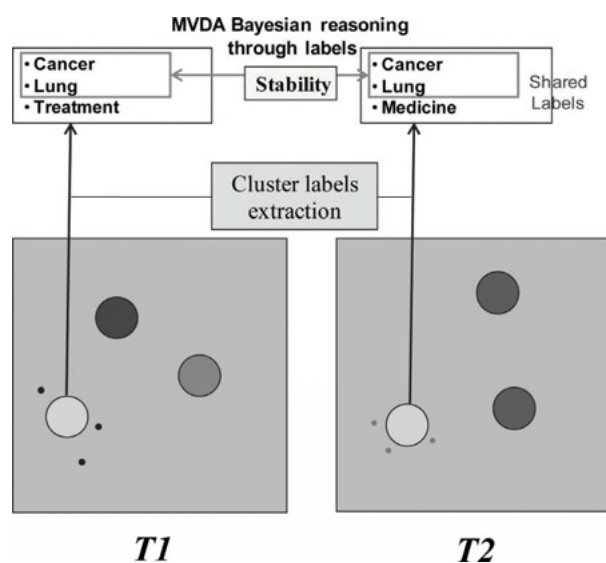 MVDA Bayesian reasoning
through labels
• Cancer
• Lung
• Treatment
Stability
• Cancer
• Lung
• Medicine
Shared
Labels
Cluster labels
extraction
T1
T2